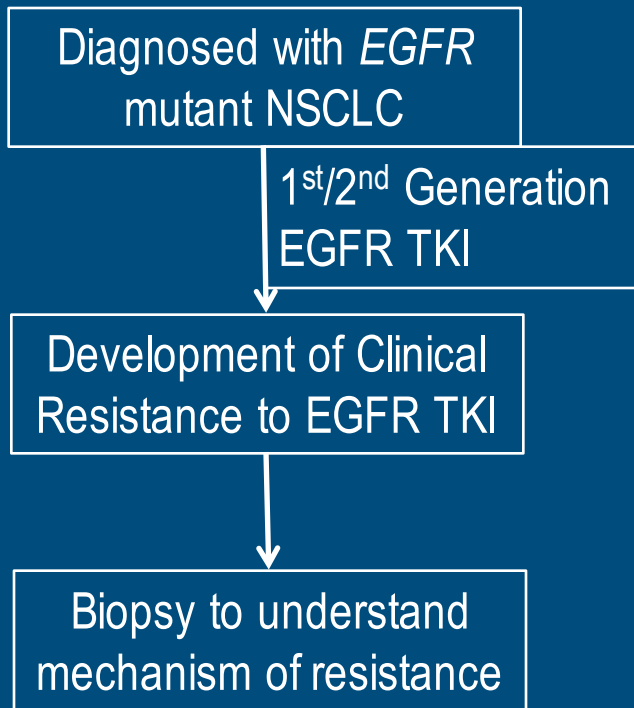 Diagnosed with EGFR
mutant NSCLC
1st/2nd Generation
EGFR TKI
Development of Clinical
Resistance to EGFR TKI
Biopsy to understand
mechanism of resistance